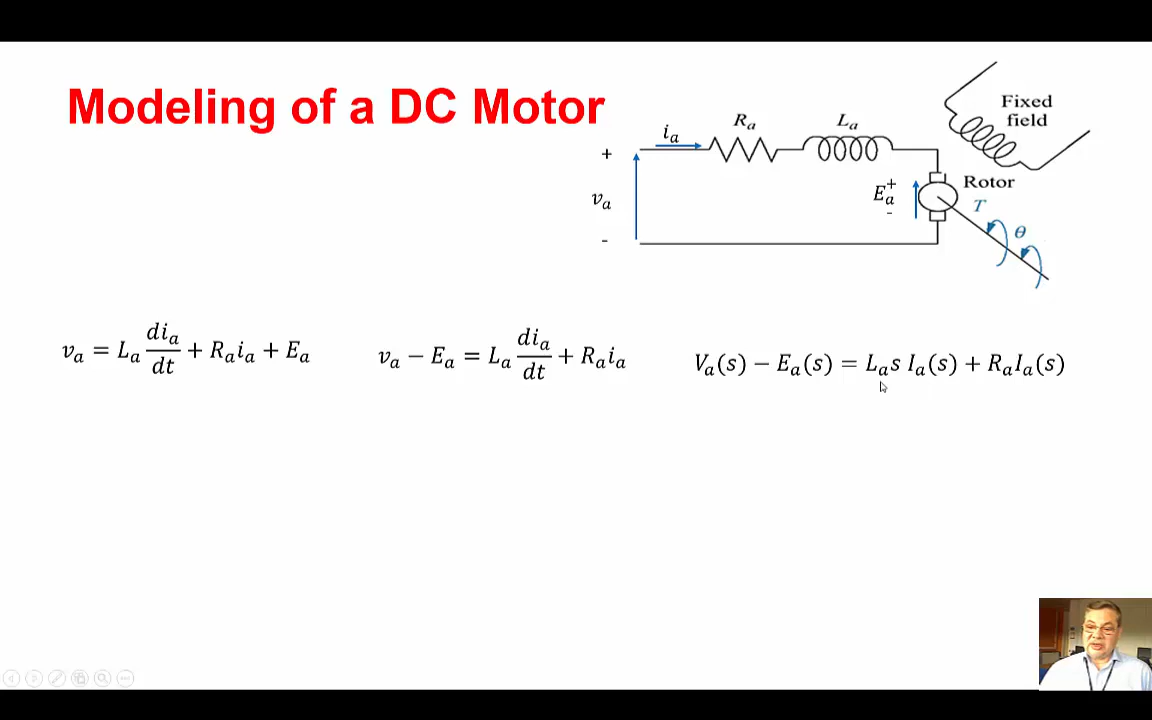 Modeling of a DC Motor
Fixed
field
i_a
R_a
L_a
+
v_a
-
E_a
+
-
Rotor
T
θ
v_a = L_a di_a/dt + R_a i_a + E_a
v_a − E_a = L_a di_a/dt + R_a i_a
V_a(s) − E_a(s) = L_a s I_a(s) + R_a I_a(s)